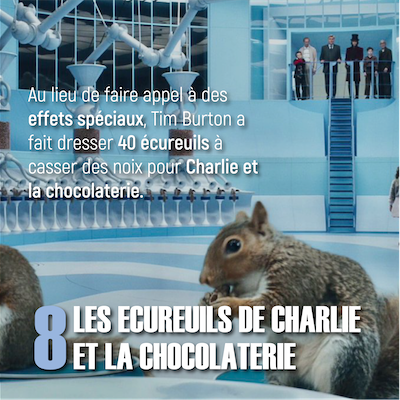 Au lieu de faire appel à des
effets spéciaux, Tim Burton a
fait dresser 40 écureuils à
casser des noix pour Charlie et
la chocolaterie.
8 LES ECUREUILS DE CHARLIE
ET LA CHOCOLATERIE